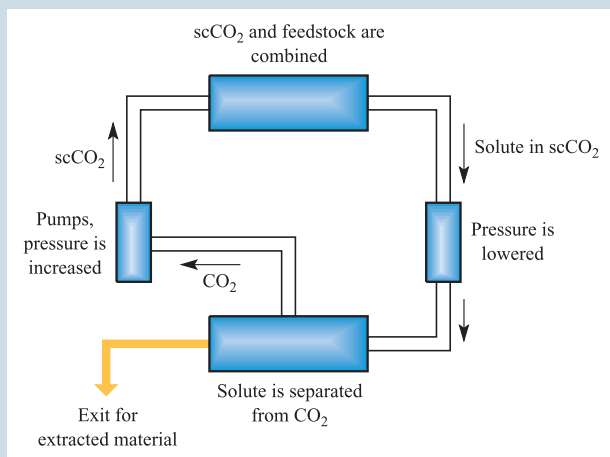 scCO₂ and feedstock are
combined
scCO₂
Solute in scCO₂
Pumps,
pressure is
increased
Pressure is
lowered
CO₂
Solute is separated
from CO₂
Exit for
extracted material